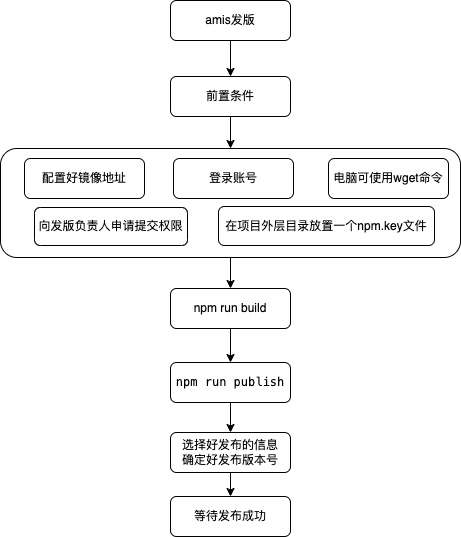 amis发版
前置条件
配置好镜像地址
登录账号
电脑可使用wget命令
向发版负责人申请提交权限
在项目外层目录放置一个npm.key文件
npm run build
npm run publish
选择好发布的信息
确定好发布版本号
等待发布成功